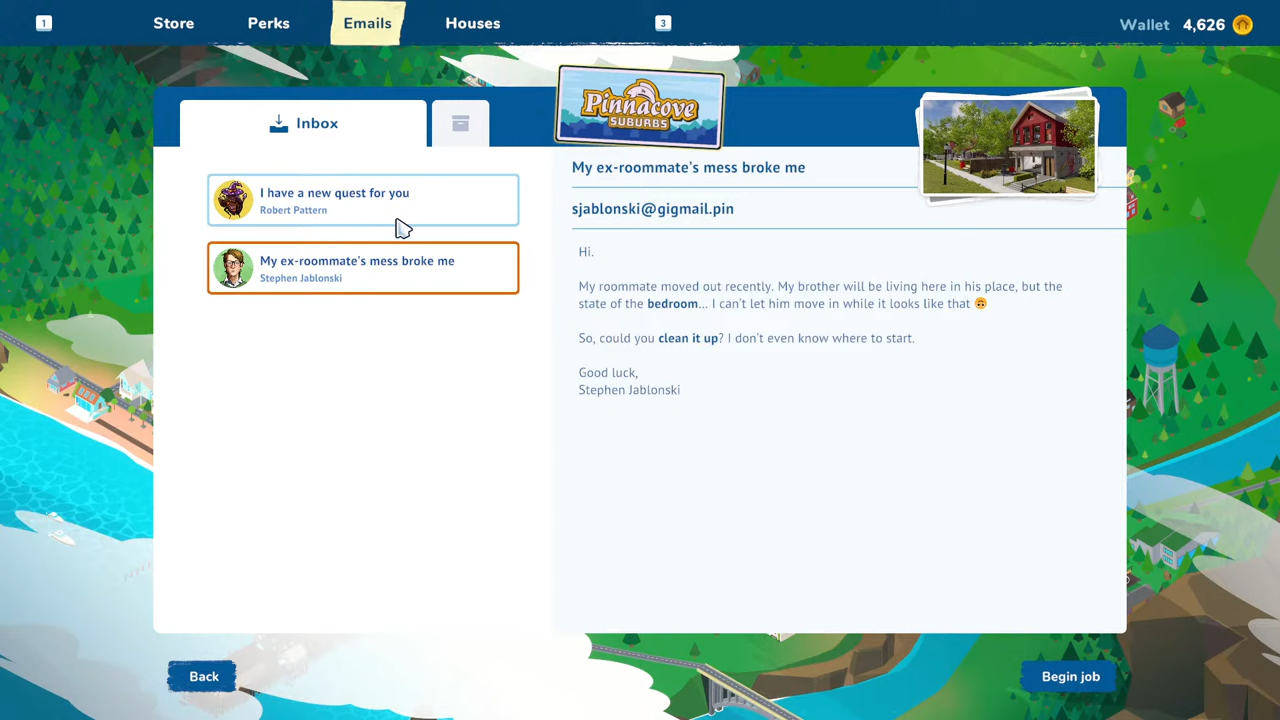 1
Store
Perks
Emails
Houses
3
Wallet 4,626
Inbox
Pinnacove
SUBURBS
I have a new quest for you
Robert Pattern
My ex-roommate's mess broke me
Stephen Jablonski
My ex-roommate's mess broke me
sjablonski@gigmail.pin
Hi.
My roommate moved out recently. My brother will be living here in his place, but the
state of the bedroom... I can't let him move in while it looks like that 🙃
So, could you clean it up? I don't even know where to start.
Good luck,
Stephen Jablonski
Back
Begin job